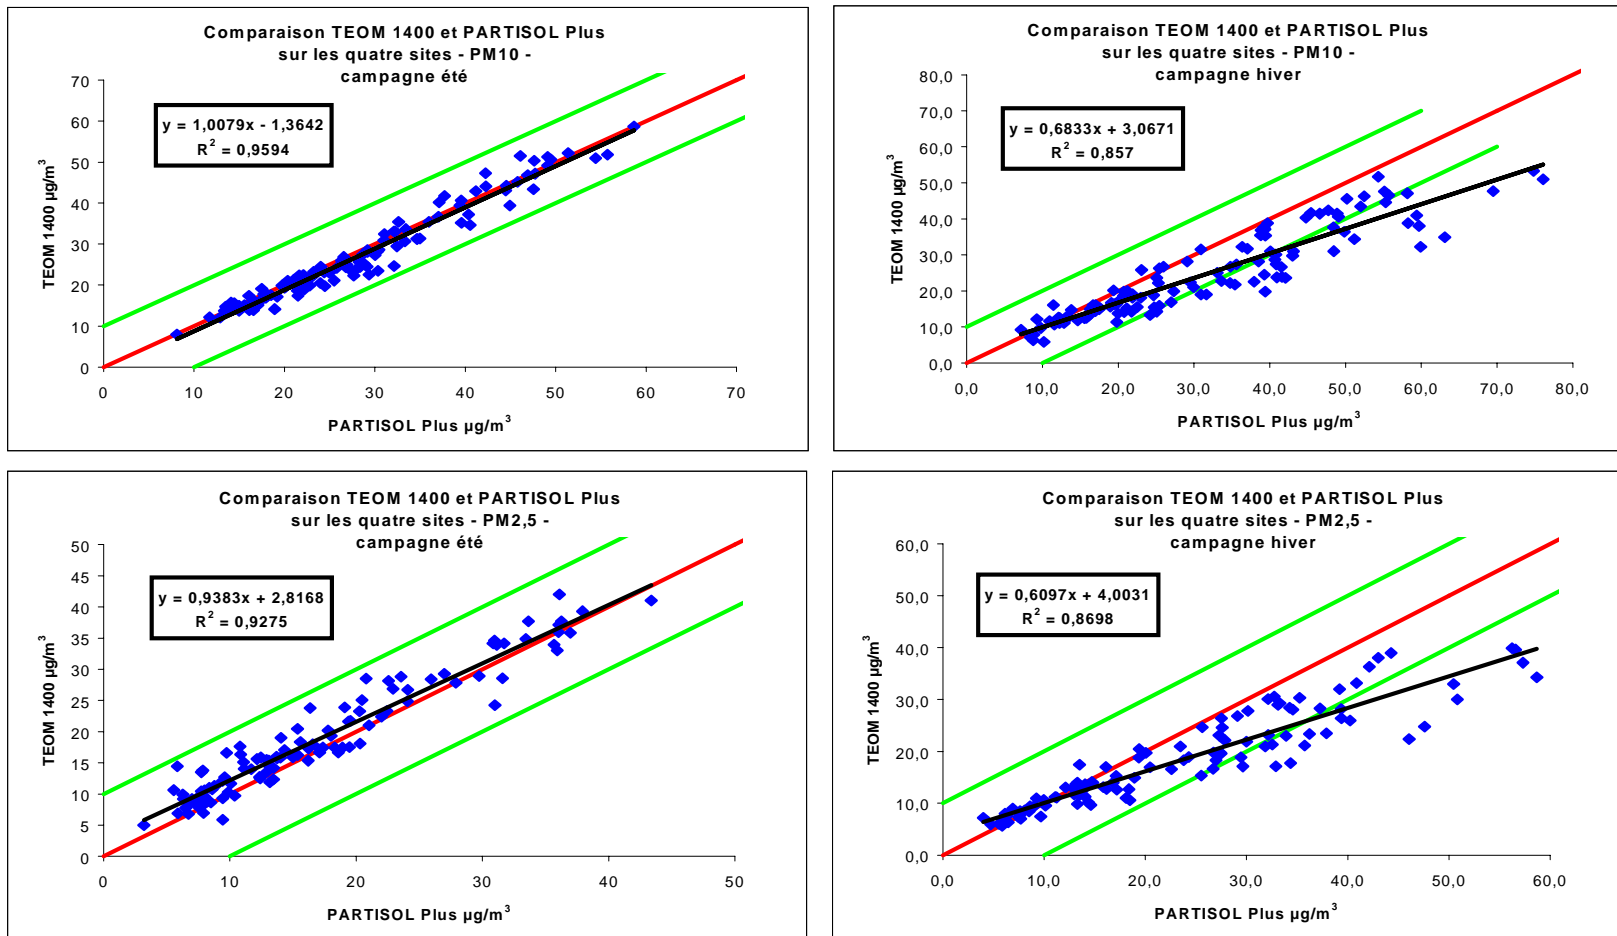 Comparaison TEOM 1400 et PARTISOL Plus
sur les quatre sites - PM10 -
campagne été
y = 1,0079x - 1,3642
R² = 0,9594
TEOM 1400 µg/m³
70
60
50
40
30
20
10
0
0 10 20 30 40 50 60 70
PARTISOL Plus µg/m³
Comparaison TEOM 1400 et PARTISOL Plus
sur les quatre sites - PM10 -
campagne hiver
y = 0,6833x + 3,0671
R² = 0,857
TEOM 1400 µg/m³
80,0
70,0
60,0
50,0
40,0
30,0
20,0
10,0
0,0
0,0 10,0 20,0 30,0 40,0 50,0 60,0 70,0 80,0
PARTISOL Plus µg/m³
Comparaison TEOM 1400 et PARTISOL Plus
sur les quatre sites - PM2,5 -
campagne été
y = 0,9383x + 2,8168
R² = 0,9275
TEOM 1400 µg/m³
50
45
40
35
30
25
20
15
10
5
0
0 10 20 30 40 50
PARTISOL Plus µg/m³
Comparaison TEOM 1400 et PARTISOL Plus
sur les quatre sites - PM2,5 -
campagne hiver
y = 0,6097x + 4,0031
R² = 0,8698
TEOM 1400 µg/m³
60,0
50,0
40,0
30,0
20,0
10,0
0,0
0,0 10,0 20,0 30,0 40,0 50,0 60,0
PARTISOL Plus µg/m³